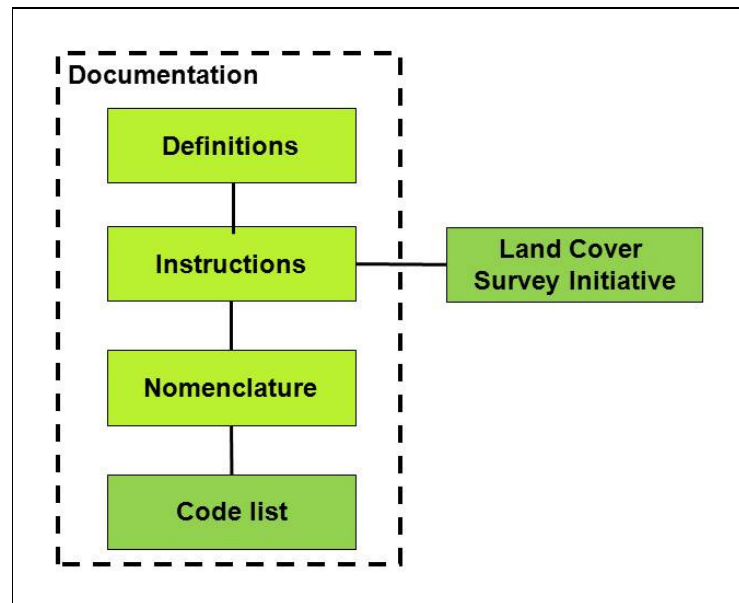 Documentation
Definitions
Instructions
Land Cover
Survey Initiative
Nomenclature
Code list